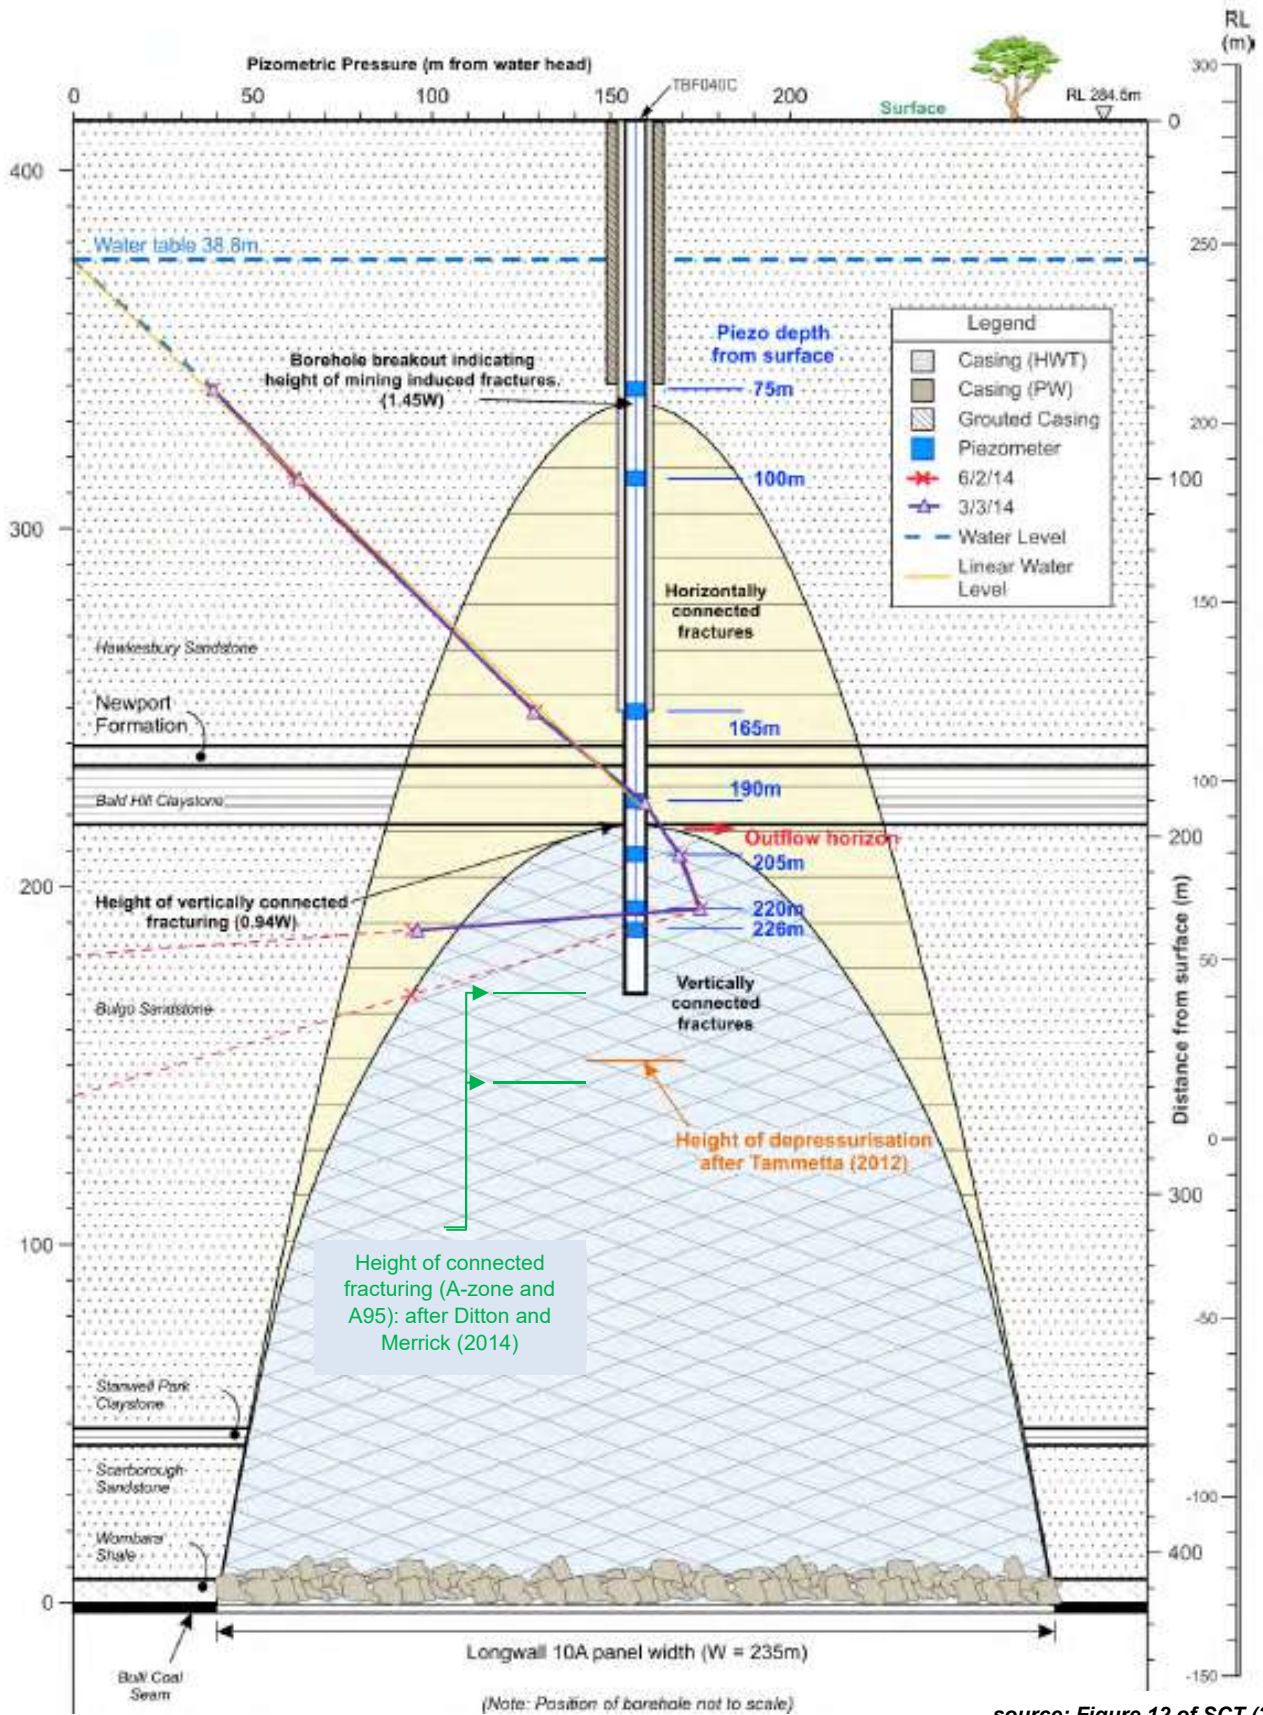 RL
(m)
Pizometric Pressure (m from water head)
300
0
50
100
150
200
TBF040C
Surface
RL 284.5m
0
400
Water table 38.8m
250
Legend
Casing (HWT)
Casing (PW)
Grouted Casing
Piezometer
6/2/14
3/3/14
Water Level
Linear Water
Level
Piezo depth
from surface
75m
Borehole breakout indicating
height of mining induced fractures.
(1.45W)
200
100m
100
300
Horizontally
connected
fractures
150
Hawkesbury Sandstone
Newport
Formation
165m
190m
100
Bald Hill Claystone
200
Outflow horizon
205m
200
Height of vertically connected
fracturing (0.94W)
220m
226m
50
Bulgo Sandstone
Vertically
connected
fractures
Distance from surface (m)
Height of depressurisation
after Tammetta (2012)
0
300
100
Height of connected
fracturing (A-zone and
A95): after Ditton and
Merrick (2014)
-50
Stanwell Park
Claystone
Scarborough
Sandstone
-100
Wombara
Shale
400
0
Longwall 10A panel width (W = 235m)
Bulli Coal
Seam
-150
(Note: Position of borehole not to scale)
source: Figure 12 of SCT (2